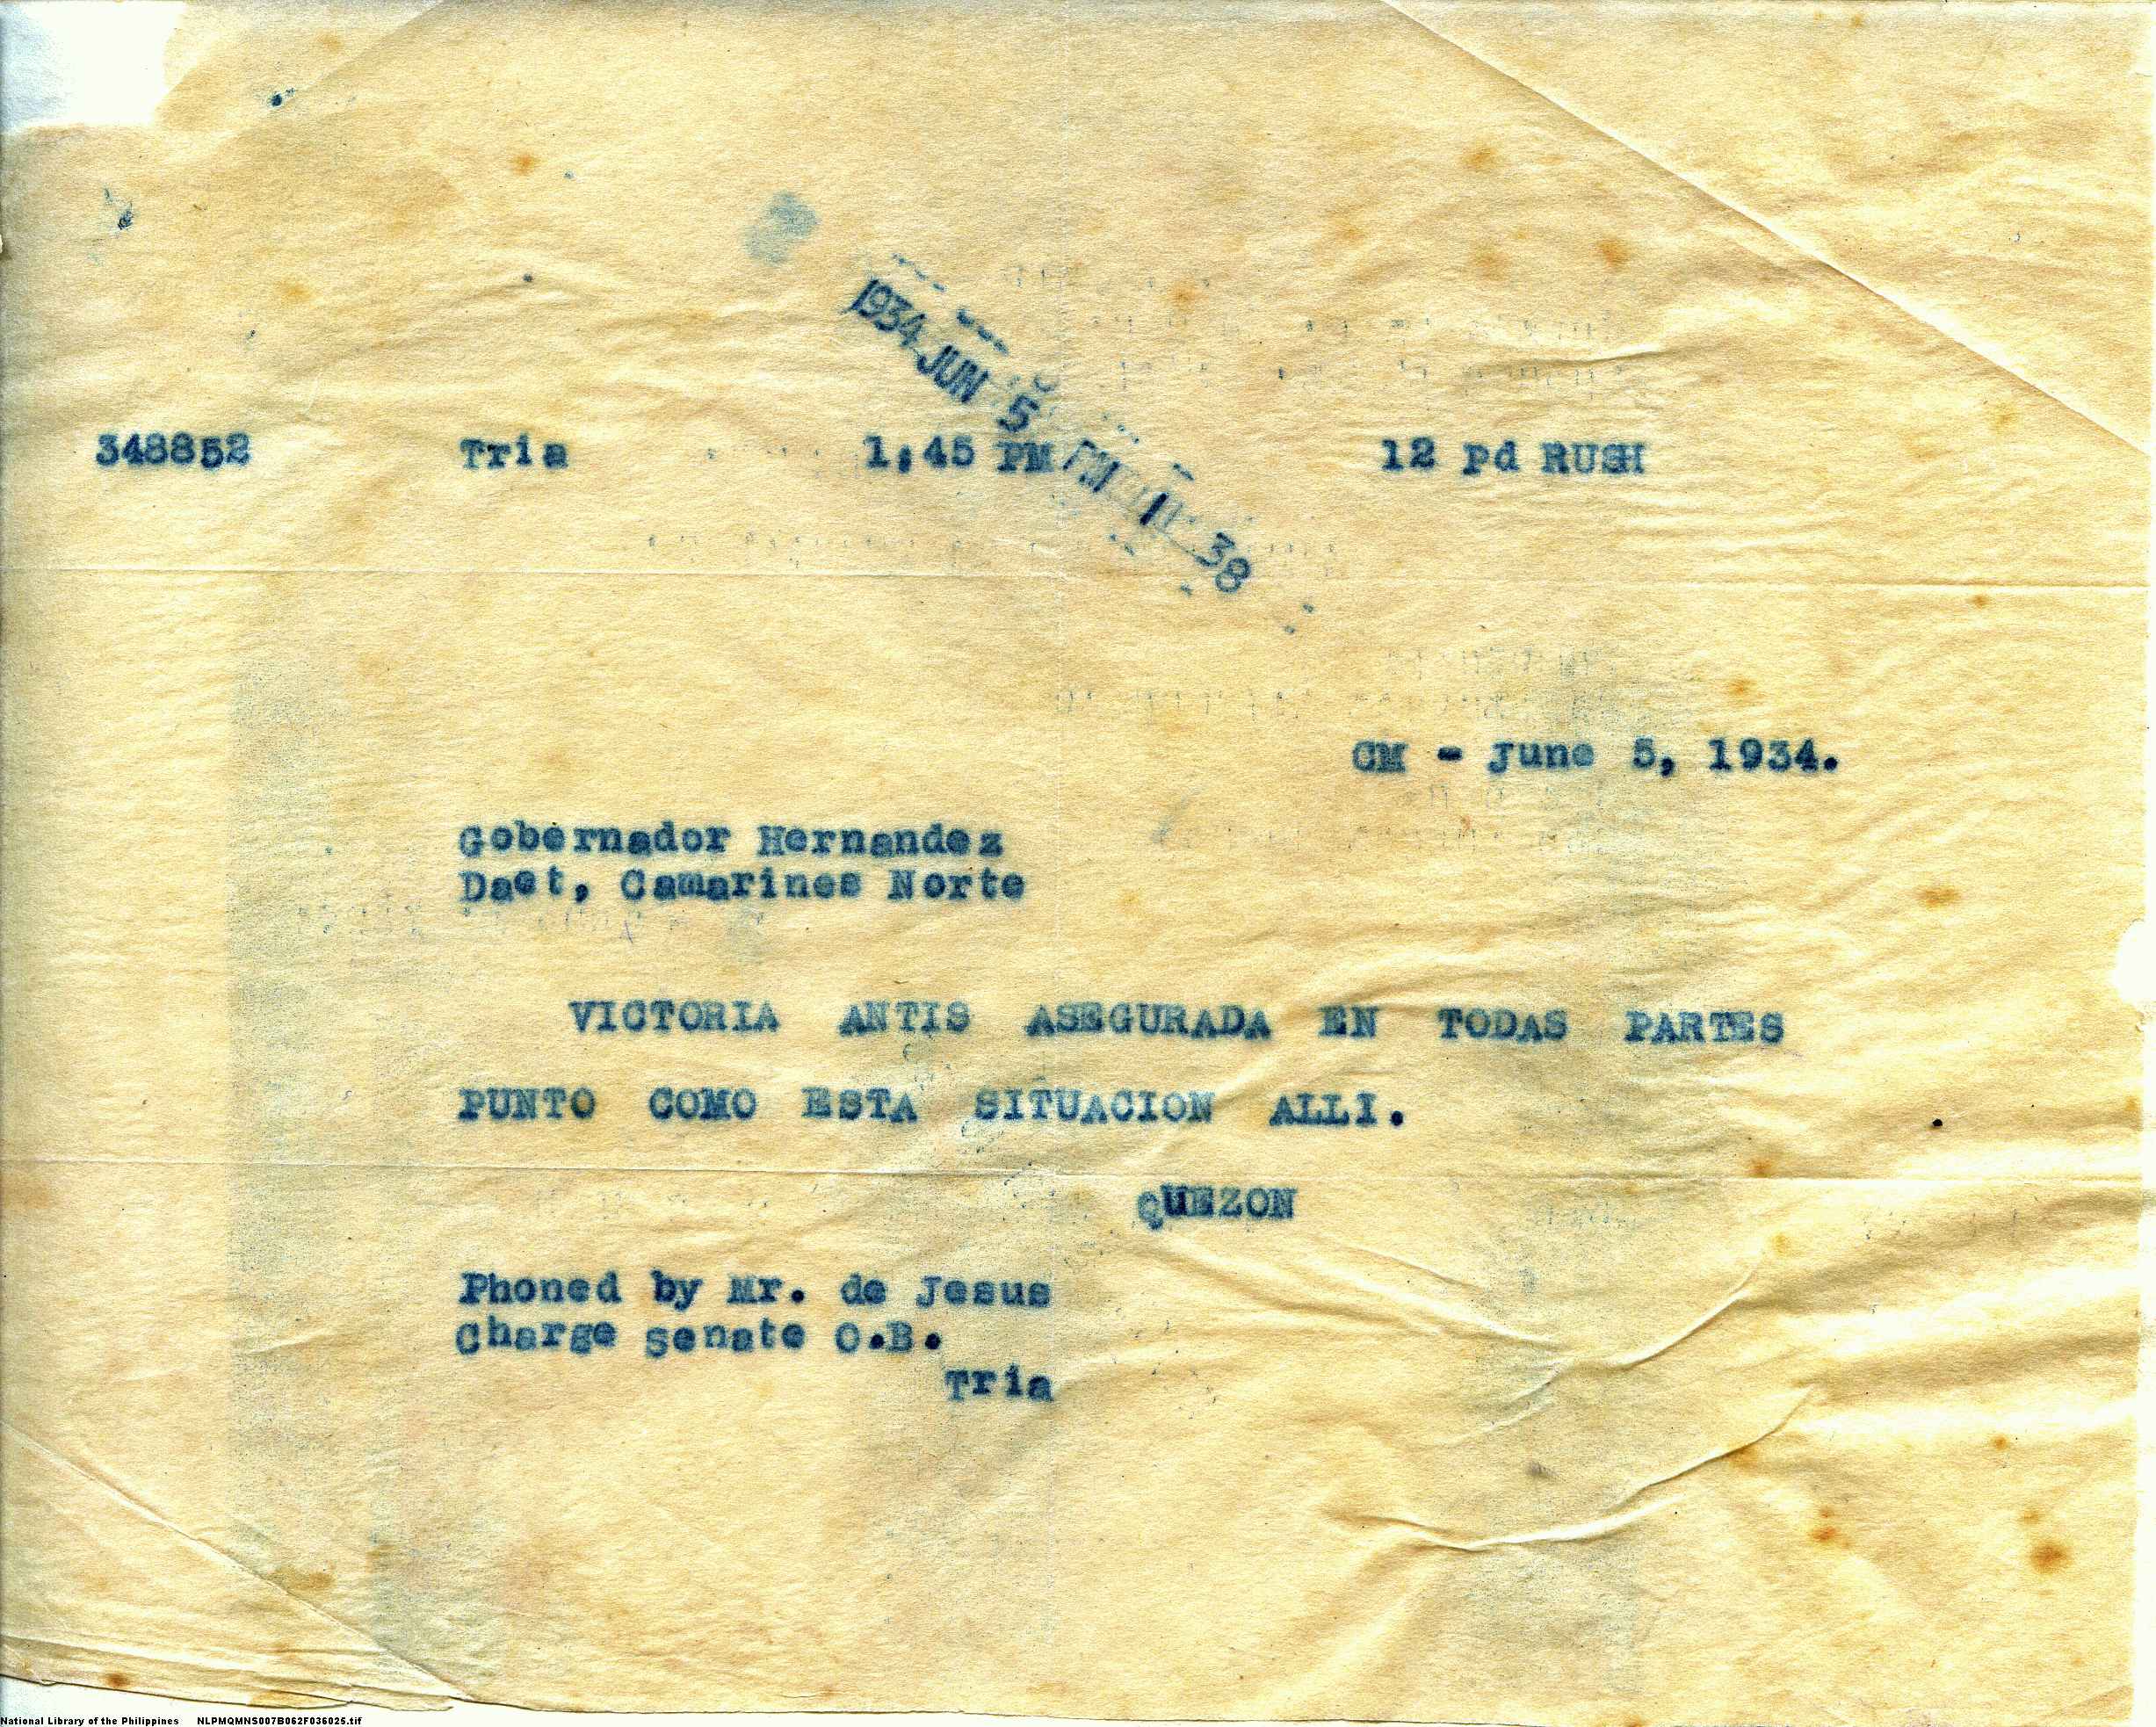 1934 JUN 5 PM 1 38
348852 Tria 1:45 PM 12 pd RUSH
CM - June 5, 1934.
Gobernador Hernandez
Daet, Camarines Norte
VICTORIA ANTIS ASEGURADA EN TODAS PARTES
PUNTO COMO ESTA SITUACION ALLI.
QUEZON
Phoned by Mr. de Jesus
Charge Senate O.B.
Tria
National Library of the Philippines NLPMQMNS007B062F036025.tif